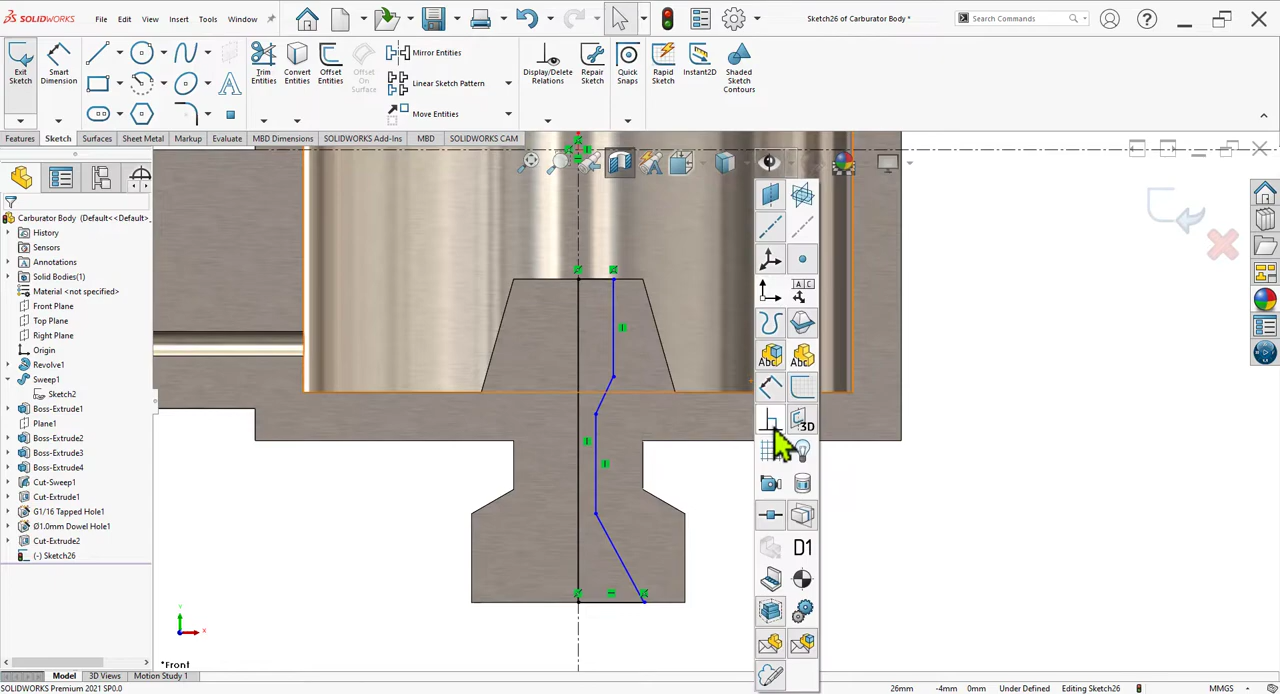 File Edit View Insert Tools Window
Sketch26 of Carburator Body *
Search Commands
Exit Sketch
Smart Dimension
Trim Entities
Convert Entities
Offset Entities
Offset On Surface
Mirror Entities
Linear Sketch Pattern
Move Entities
Display/Delete Relations
Repair Sketch
Quick Snaps
Rapid Sketch
Instant2D
Shaded Sketch Contours
Features Sketch Surfaces Sheet Metal Markup Evaluate MBD Dimensions SOLIDWORKS Add-Ins MBD SOLIDWORKS CAM
Carburator Body (Default<<Default>
History
Sensors
Annotations
Solid Bodies(1)
Material <not specified>
Front Plane
Top Plane
Right Plane
Origin
Revolve1
Sweep1
Sketch2
Boss-Extrude1
Plane1
Boss-Extrude2
Boss-Extrude3
Boss-Extrude4
Cut-Sweep1
Cut-Extrude1
G1/16 Tapped Hole1
Ø1.0mm Dowel Hole1
Cut-Extrude2
(-) Sketch26
A C
Abc Abc
3D
D1
Y
X
*Front
Model 3D Views Motion Study 1
SOLIDWORKS Premium 2021 SP0.0
26mm -4mm 0mm Under Defined Editing Sketch26 MMGS